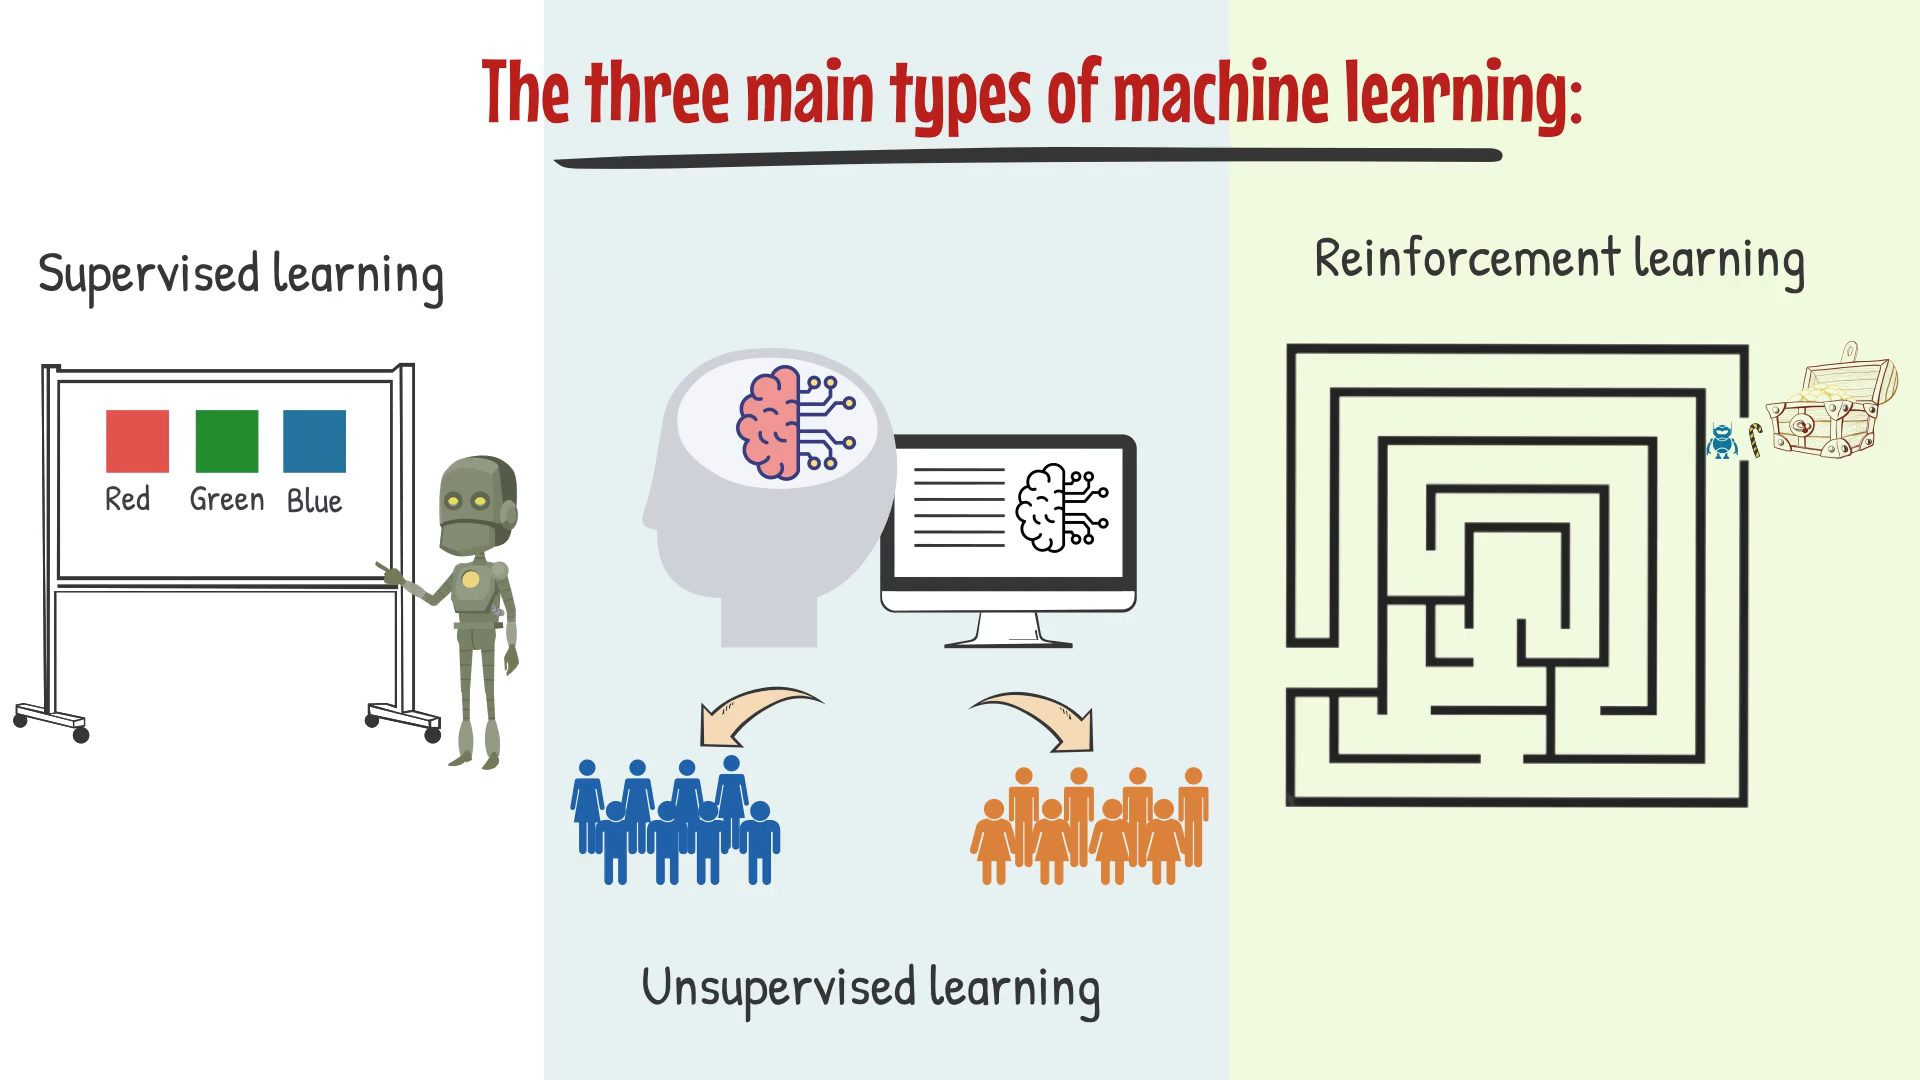 The three main types of machine learning:
Supervised learning
Red Green Blue
Unsupervised learning
Reinforcement learning